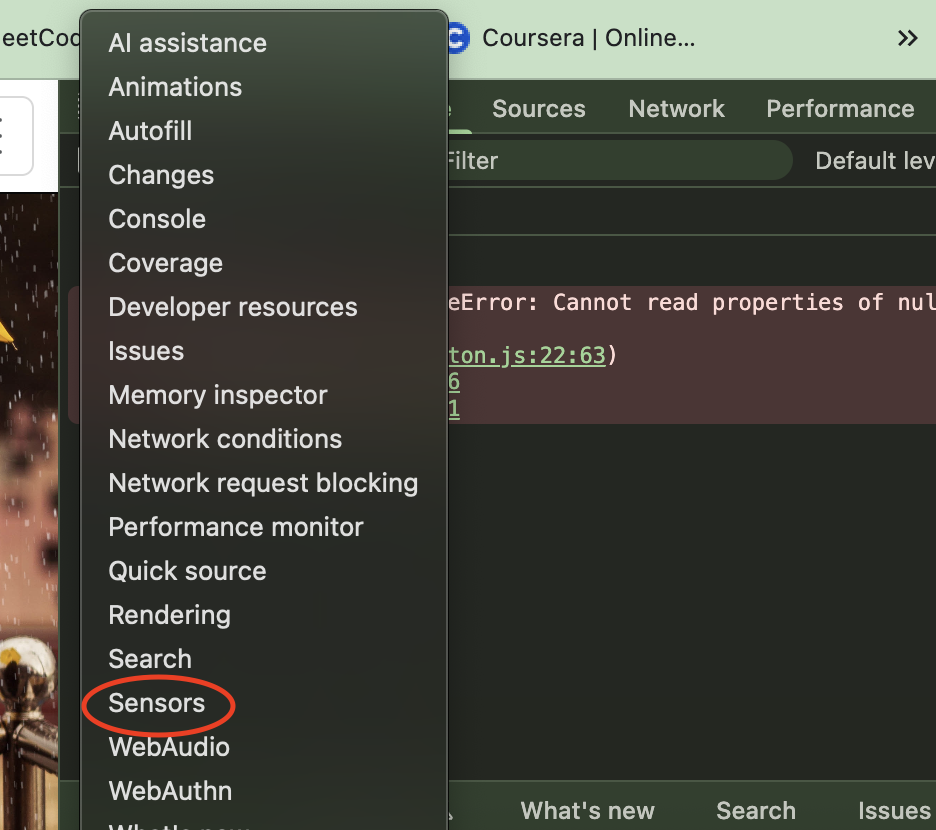 eetCod
Coursera | Online...
AI assistance
Animations
Autofill
Changes
Console
Coverage
Developer resources
Issues
Memory inspector
Network conditions
Network request blocking
Performance monitor
Quick source
Rendering
Search
Sensors
WebAudio
WebAuthn
What's new
e Sources Network Performance
Filter Default lev
eError: Cannot read properties of nul
ton.js:22:63)
6
1
What's new Search Issues